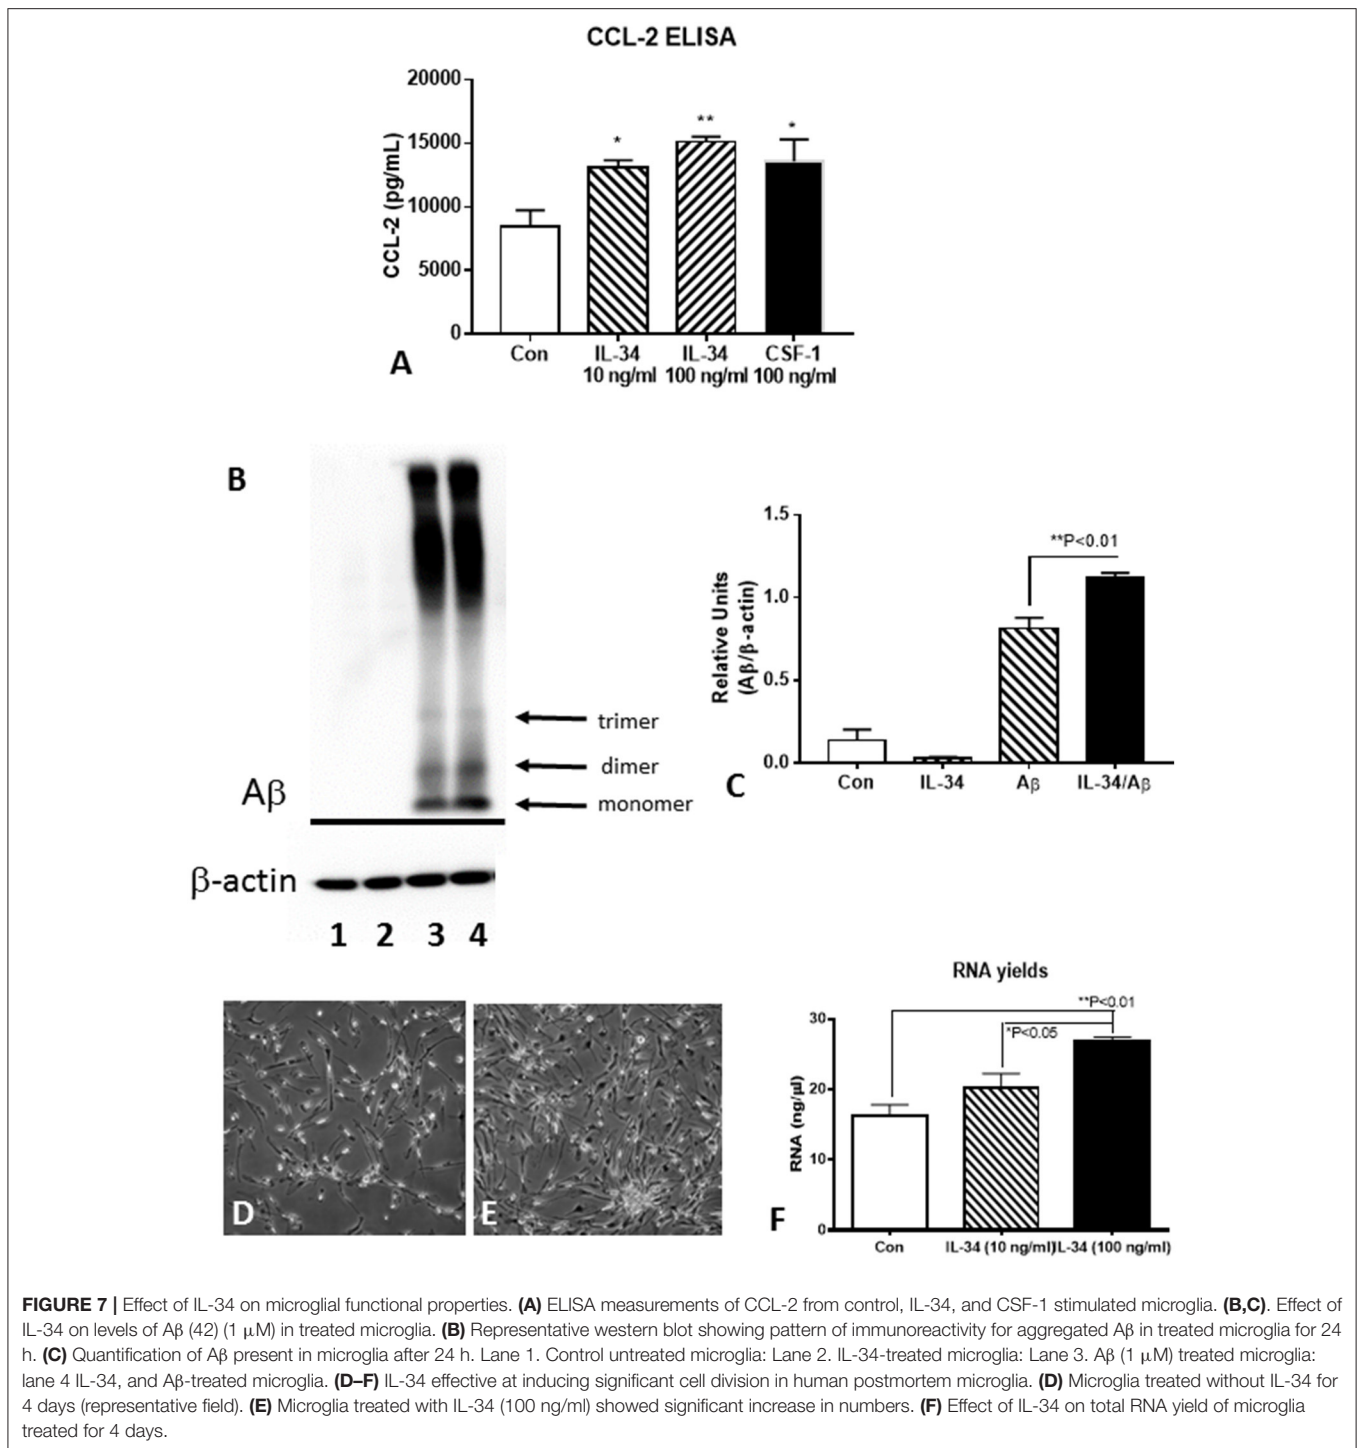 CCL-2 ELISA
20000
15000
10000
5000
0
CCL-2 (pg/mL)
*
**
*
Con
IL-34
10 ng/ml
IL-34
100 ng/ml
CSF-1
100 ng/ml
A
B
trimer
dimer
monomer
Aβ
β-actin
1 2 3 4
1.5
1.0
0.5
0.0
Relative Units
(Aβ/β-actin)
**P<0.01
Con IL-34 Aβ IL-34/Aβ
C
D
E
RNA yields
**P<0.01
*P<0.05
30
20
10
0
RNA (ng/µl)
Con IL-34 (10 ng/ml) IL-34 (100 ng/ml)
F
FIGURE 7 | Effect of IL-34 on microglial functional properties. (A) ELISA measurements of CCL-2 from control, IL-34, and CSF-1 stimulated microglia. (B,C). Effect of
IL-34 on levels of Aβ (42) (1 µM) in treated microglia. (B) Representative western blot showing pattern of immunoreactivity for aggregated Aβ in treated microglia for 24
h. (C) Quantification of Aβ present in microglia after 24 h. Lane 1. Control untreated microglia: Lane 2. IL-34-treated microglia: Lane 3. Aβ (1 µM) treated microglia:
lane 4 IL-34, and Aβ-treated microglia. (D–F) IL-34 effective at inducing significant cell division in human postmortem microglia. (D) Microglia treated without IL-34 for
4 days (representative field). (E) Microglia treated with IL-34 (100 ng/ml) showed significant increase in numbers. (F) Effect of IL-34 on total RNA yield of microglia
treated for 4 days.